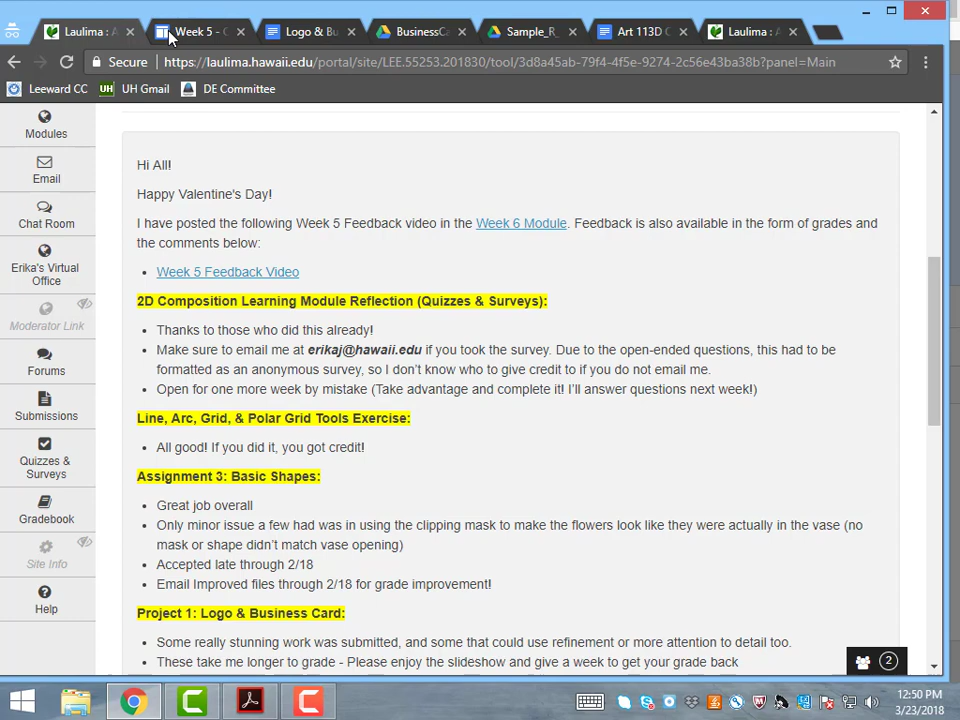 Laulima : A
Week 5 - C
Logo & Bu
BusinessCa
Sample_R
Art 113D C
Laulima : A
Secure
https://laulima.hawaii.edu/portal/site/LEE.55253.201830/tool/3d8a45ab-79f4-4f5e-9274-2c56e43ba38b?panel=Main
Leeward CC
UH
UH Gmail
DE Committee
Modules
Email
Chat Room
Erika's Virtual
Office
Moderator Link
Forums
Submissions
Quizzes &
Surveys
Gradebook
Site Info
Help
Hi All!
Happy Valentine's Day!
I have posted the following Week 5 Feedback video in the Week 6 Module. Feedback is also available in the form of grades and
the comments below:
• Week 5 Feedback Video
2D Composition Learning Module Reflection (Quizzes & Surveys):
• Thanks to those who did this already!
• Make sure to email me at erikaj@hawaii.edu if you took the survey. Due to the open-ended questions, this had to be
formatted as an anonymous survey, so I don't know who to give credit to if you do not email me.
• Open for one more week by mistake (Take advantage and complete it! I'll answer questions next week!)
Line, Arc, Grid, & Polar Grid Tools Exercise:
• All good! If you did it, you got credit!
Assignment 3: Basic Shapes:
• Great job overall
• Only minor issue a few had was in using the clipping mask to make the flowers look like they were actually in the vase (no
mask or shape didn't match vase opening)
• Accepted late through 2/18
• Email Improved files through 2/18 for grade improvement!
Project 1: Logo & Business Card:
• Some really stunning work was submitted, and some that could use refinement or more attention to detail too.
• These take me longer to grade - Please enjoy the slideshow and give a week to get your grade back
2
12:50 PM
3/23/2018